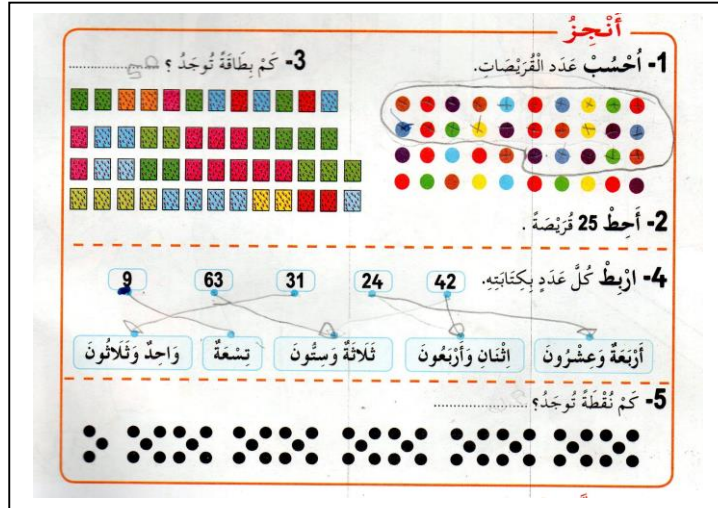 أَنْجِزُ
1- اُحْسُبْ عَدَد الْقُرَيْصَاتِ.
2- أَحِطْ 25 قُرَيْصَةً .
3- كَمْ بِطَاقَةً تُوجَدُ ؟ ..............
4- ارْبِطْ كُلَّ عَدَدٍ بِكِتَابَتِهِ.
42 24 31 63 9
أَرْبَعَةٌ وَعِشْرُونَ اِثْنَانِ وَأَرْبَعُونَ ثَلَاثَةٌ وَسِتُّونَ تِسْعَةٌ وَاحِدٌ وَثَلَاثُونَ
5- كَمْ نُقْطَةً تُوجَدُ؟ ..............